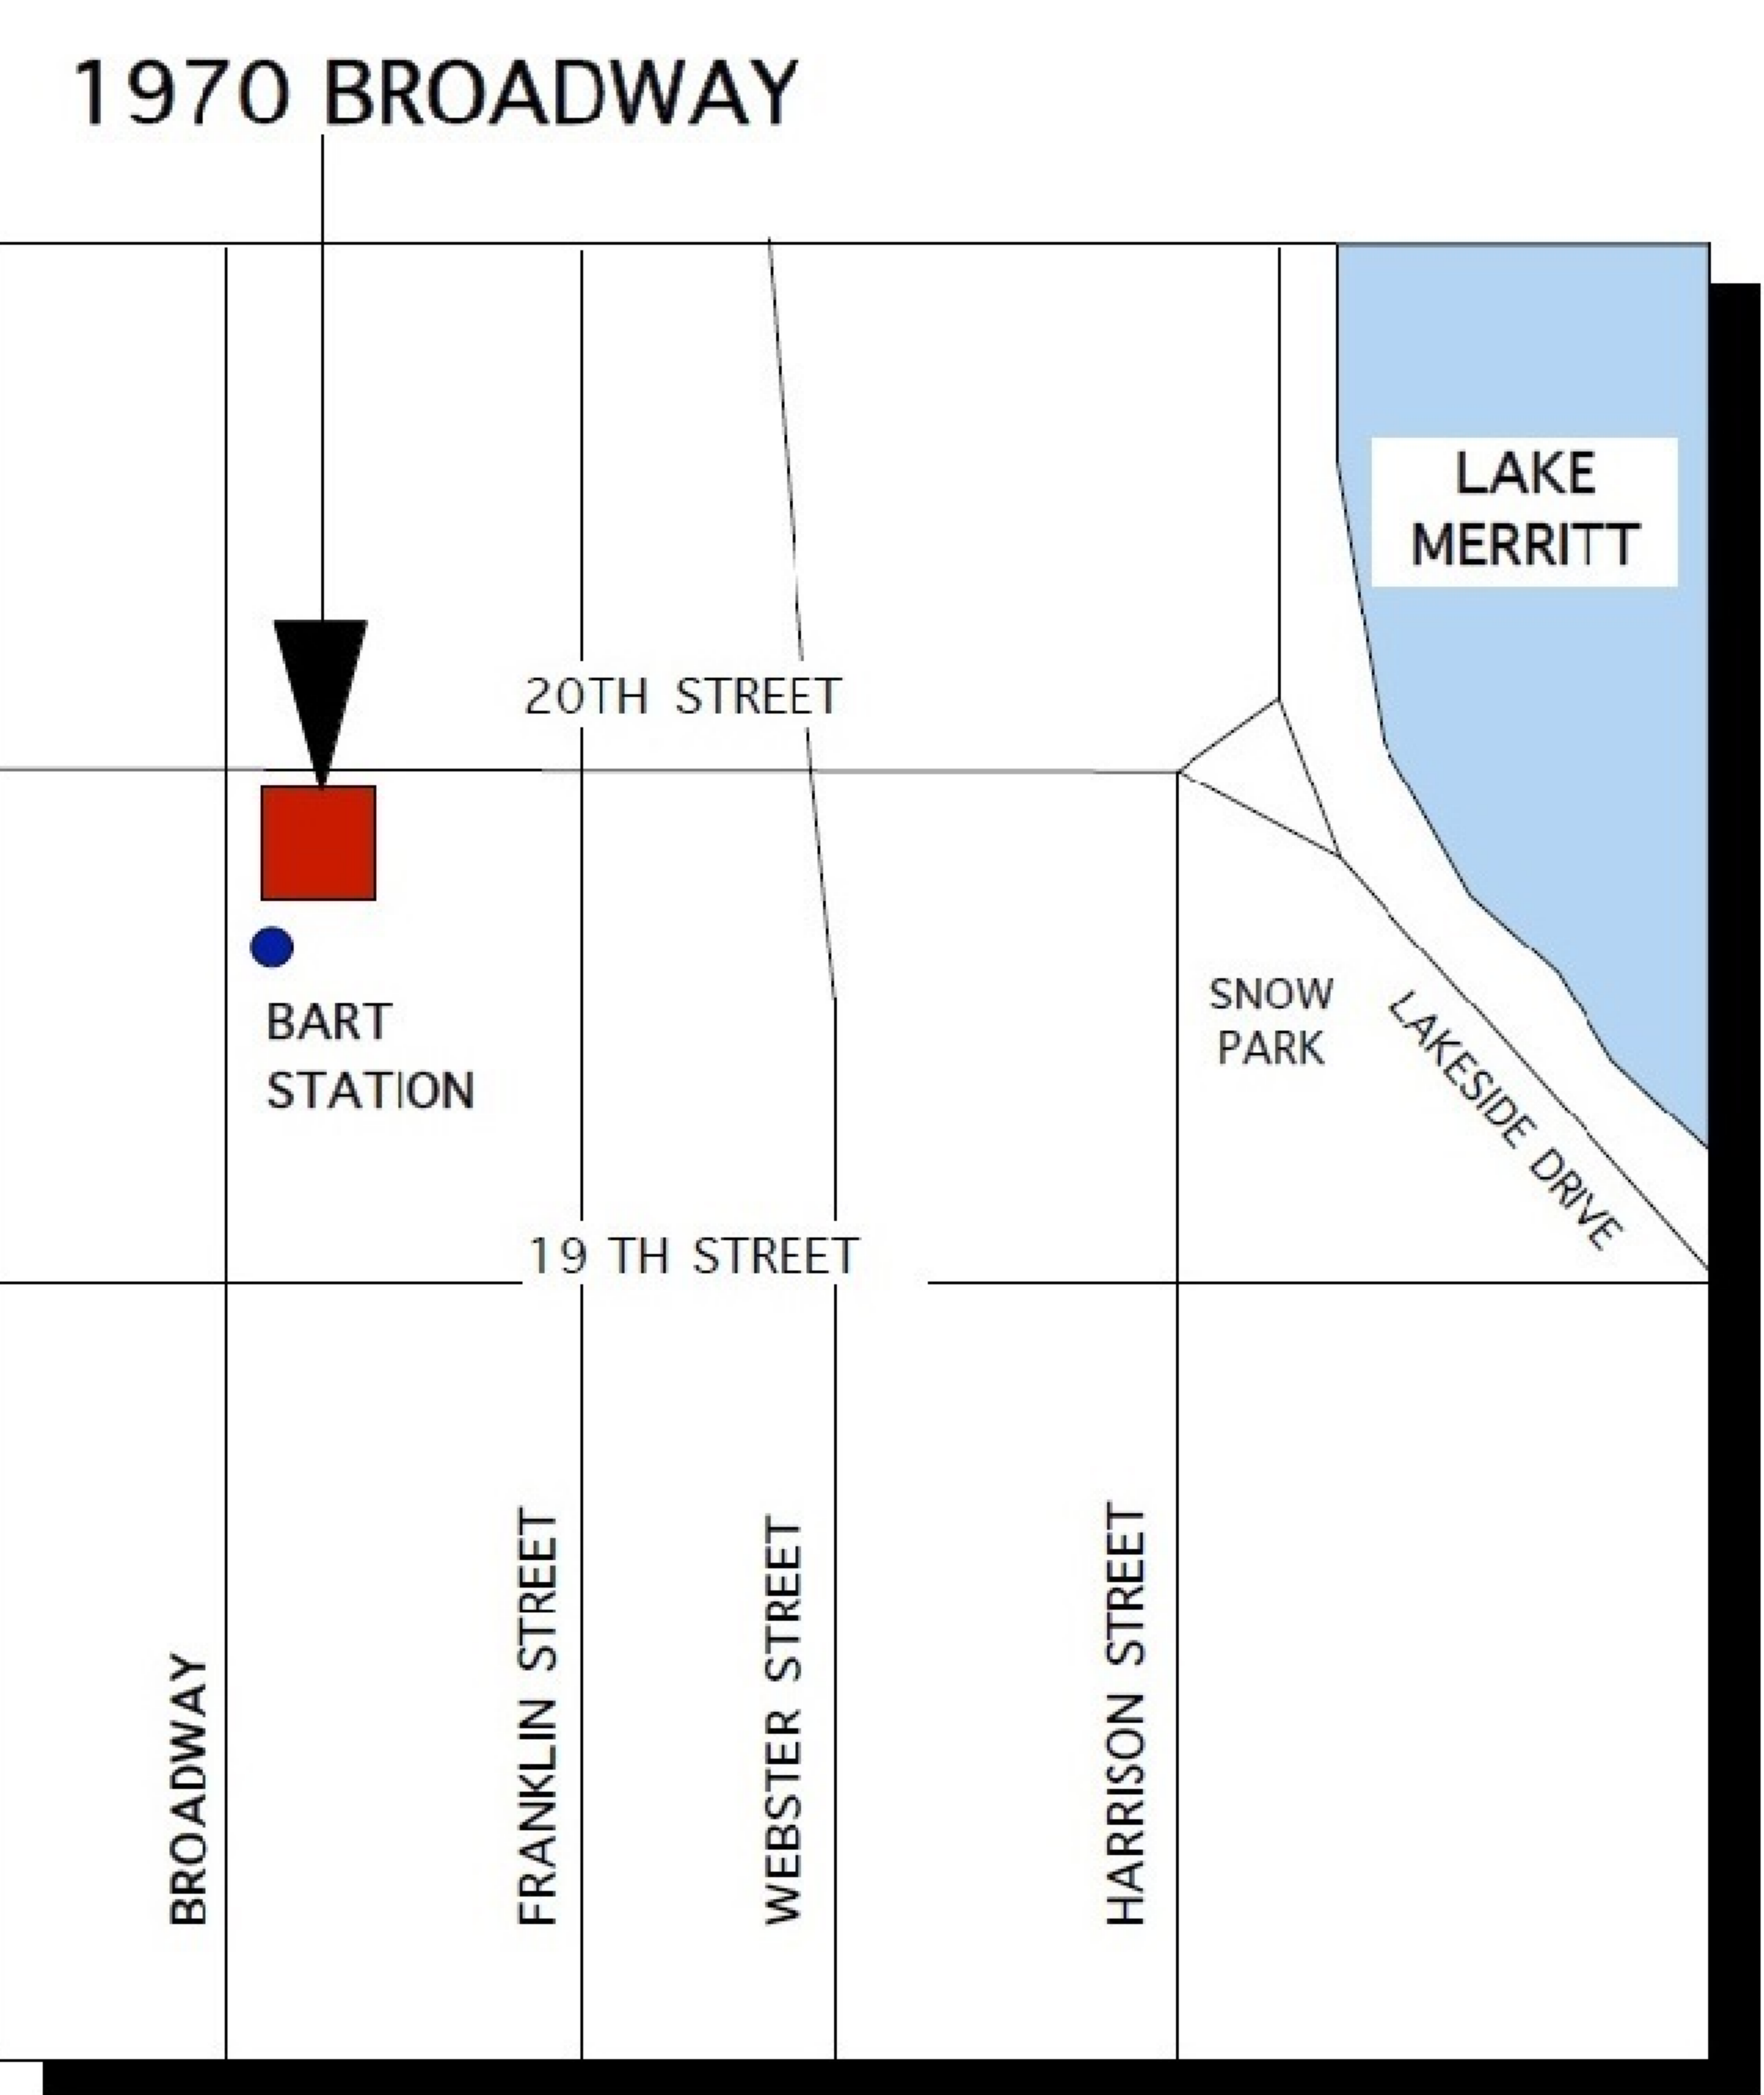 1970 BROADWAY
LAKE
MERRITT
20TH STREET
SNOW
PARK
BART
STATION
LAKESIDE DRIVE
19 TH STREET
BROADWAY
FRANKLIN STREET
WEBSTER STREET
HARRISON STREET